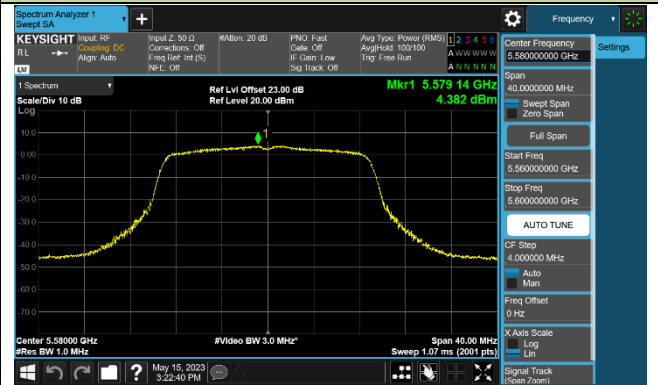 Spectrum Analyzer 1
Swept SA
+
Frequency
KEYSIGHT
RL
LXI
Input: RF
Coupling: DC
Align: Auto
Input Z: 50 Ω
Corrections: Off
Freq Ref: Int (S)
NFE: Off
#Atten: 20 dB
PNO: Fast
Gate: Off
IF Gain: Low
Sig Track: Off
Avg Type: Power (RMS)
Avg|Hold: 100/100
Trig: Free Run
1 2 3 4 5 6
A W W W W W
A N N N N N
1 Spectrum
Scale/Div 10 dB
Ref Lvl Offset 23.00 dB
Ref Level 20.00 dBm
Mkr1 5.579 14 GHz
4.382 dBm
Log
10.0
0.00
-10.0
-20.0
-30.0
-40.0
-50.0
-60.0
-70.0
1
Center 5.58000 GHz
#Res BW 1.0 MHz
#Video BW 3.0 MHz*
Span 40.00 MHz
Sweep 1.07 ms (2001 pts)
?
May 15, 2023
3:22:40 PM
Center Frequency
5.580000000 GHz
Settings
Span
40.0000000 MHz
Swept Span
Zero Span
Full Span
Start Freq
5.560000000 GHz
Stop Freq
5.600000000 GHz
AUTO TUNE
CF Step
4.000000 MHz
Auto
Man
Freq Offset
0 Hz
X Axis Scale
Log
Lin
Signal Track
(Span Zoom)